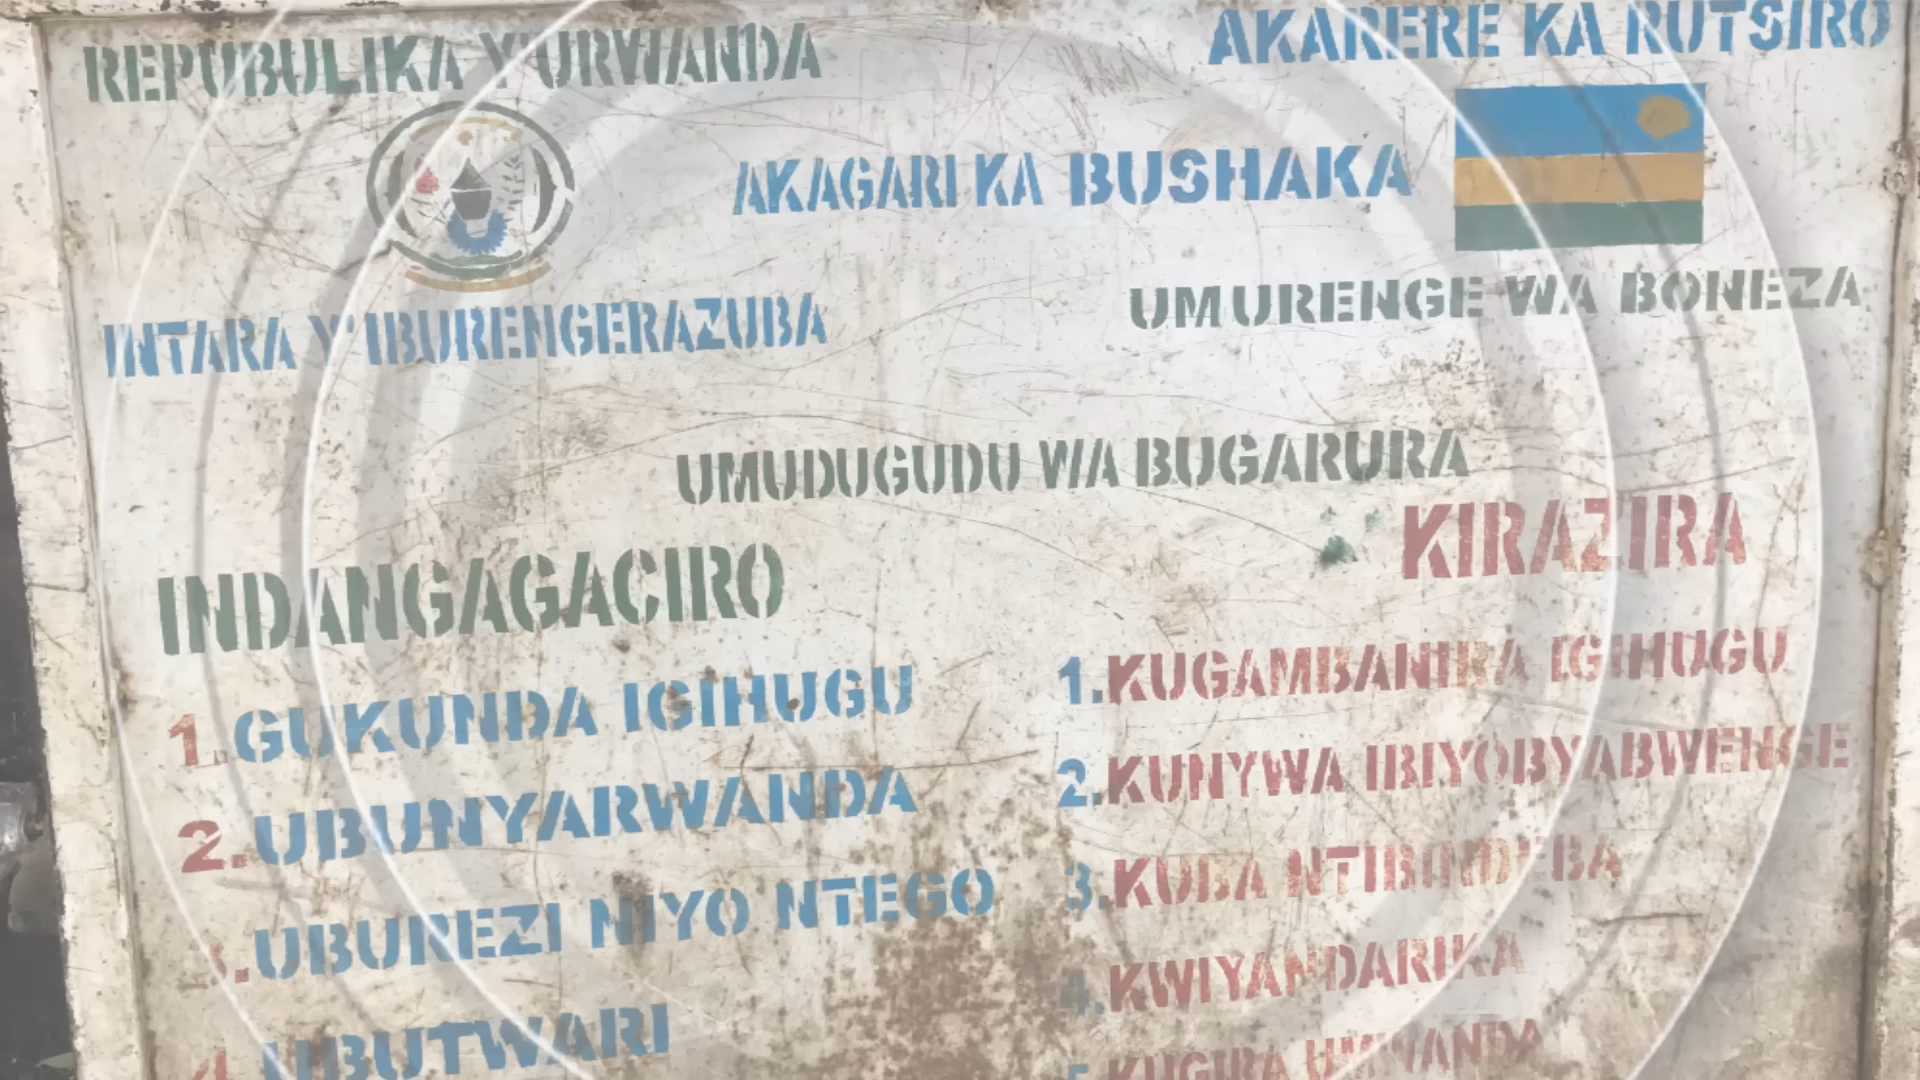 REPUBULIKA Y'URWANDA
AKARERE KA RUTSIRO
AKAGARI KA BUSHAKA
INTARA Y'IBURENGERAZUBA
UMURENGE WA BONEZA
UMUDUGUDU WA BUGARURA
INDANGAGACIRO
1.GUKUNDA IGIHUGU
2.UBUNYARWANDA
3.UBUREZI NIYO NTEGO
4.UBUTWARI
KIRAZIRA
1.KUGAMBANIRA IGIHUGU
2.KUNYWA IBIYOBYABWENGE
3.KUBA NTIBINDEBA
4.KWIYANDARIKA
5.KUGIRA UMWANDA